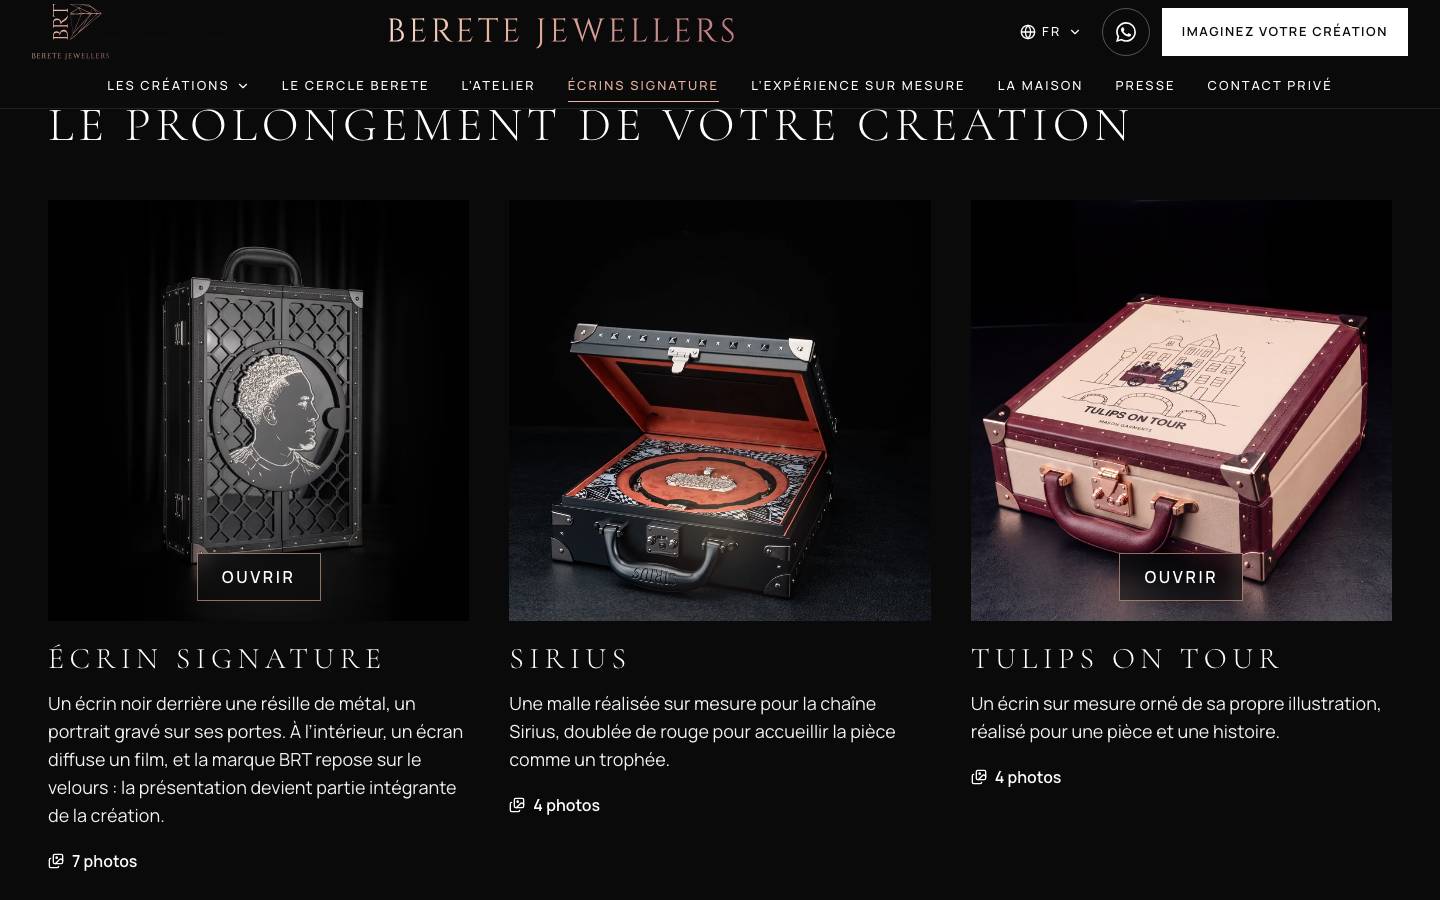 BRT
BERETE JEWELLERS
BERETE JEWELLERS
FR
IMAGINEZ VOTRE CRÉATION
LES CRÉATIONS
LE CERCLE BERETE
L'ATELIER
ÉCRINS SIGNATURE
L'EXPÉRIENCE SUR MESURE
LA MAISON
PRESSE
CONTACT PRIVÉ
LE PROLONGEMENT DE VOTRE CRÉATION
TULIPS ON TOUR
MAISON GARMENTS
SIRIUS
OUVRIR
OUVRIR
ÉCRIN SIGNATURE
Un écrin noir derrière une résille de métal, un
portrait gravé sur ses portes. À l'intérieur, un écran
diffuse un film, et la marque BRT repose sur le
velours : la présentation devient partie intégrante
de la création.
7 photos
SIRIUS
Une malle réalisée sur mesure pour la chaîne
Sirius, doublée de rouge pour accueillir la pièce
comme un trophée.
4 photos
TULIPS ON TOUR
Un écrin sur mesure orné de sa propre illustration,
réalisé pour une pièce et une histoire.
4 photos